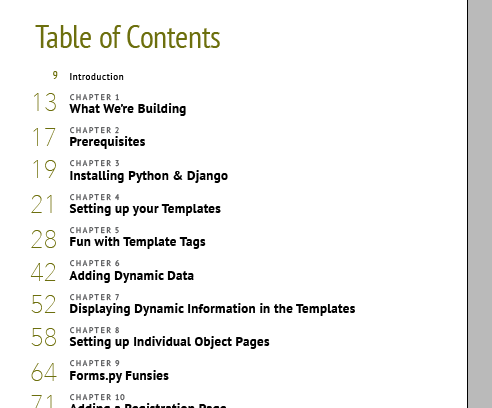 Table of Contents
9 Introduction
13 CHAPTER 1
What We're Building
17 CHAPTER 2
Prerequisites
19 CHAPTER 3
Installing Python & Django
21 CHAPTER 4
Setting up your Templates
28 CHAPTER 5
Fun with Template Tags
42 CHAPTER 6
Adding Dynamic Data
52 CHAPTER 7
Displaying Dynamic Information in the Templates
58 CHAPTER 8
Setting up Individual Object Pages
64 CHAPTER 9
Forms.py Funsies
71 CHAPTER 10
Adding a Registration Page